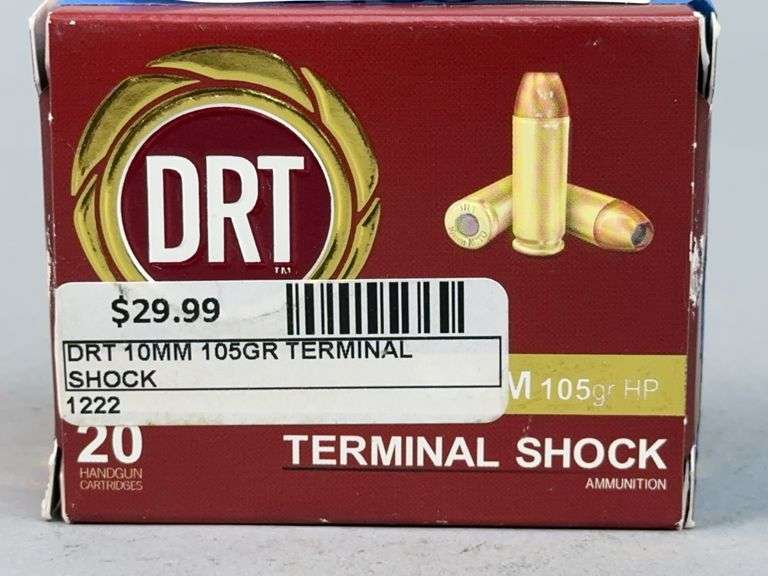 DRT
TM
$29.99
DRT 10MM 105GR TERMINAL
SHOCK
1222
M 105gr HP
20
HANDGUN
CARTRIDGES
TERMINAL SHOCK
AMMUNITION